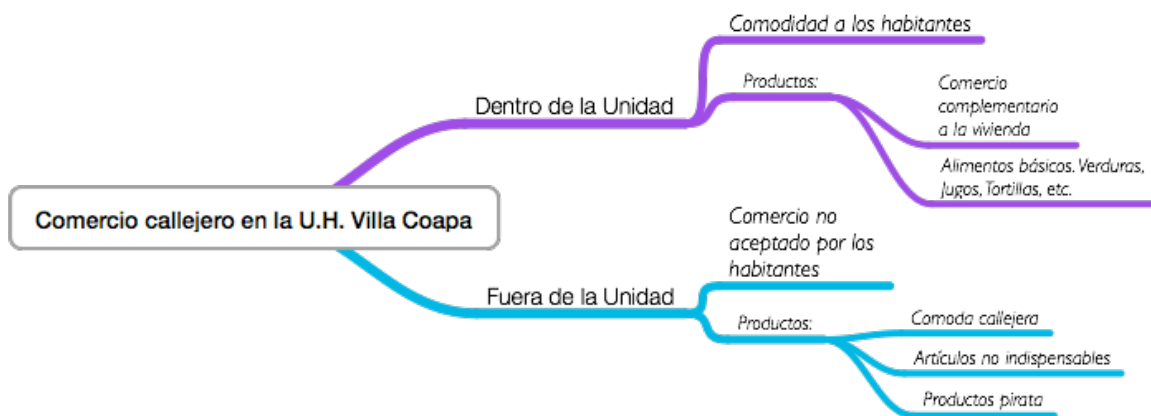 Comercio callejero en la U.H. Villa Coapa
Dentro de la Unidad
Comodidad a los habitantes
Productos:
Comercio
complementario
a la vivienda
Alimentos básicos. Verduras,
Jugos, Tortillas, etc.
Fuera de la Unidad
Comercio no
aceptado por los
habitantes
Productos:
Comoda callejera
Artículos no indispensables
Productos pirata